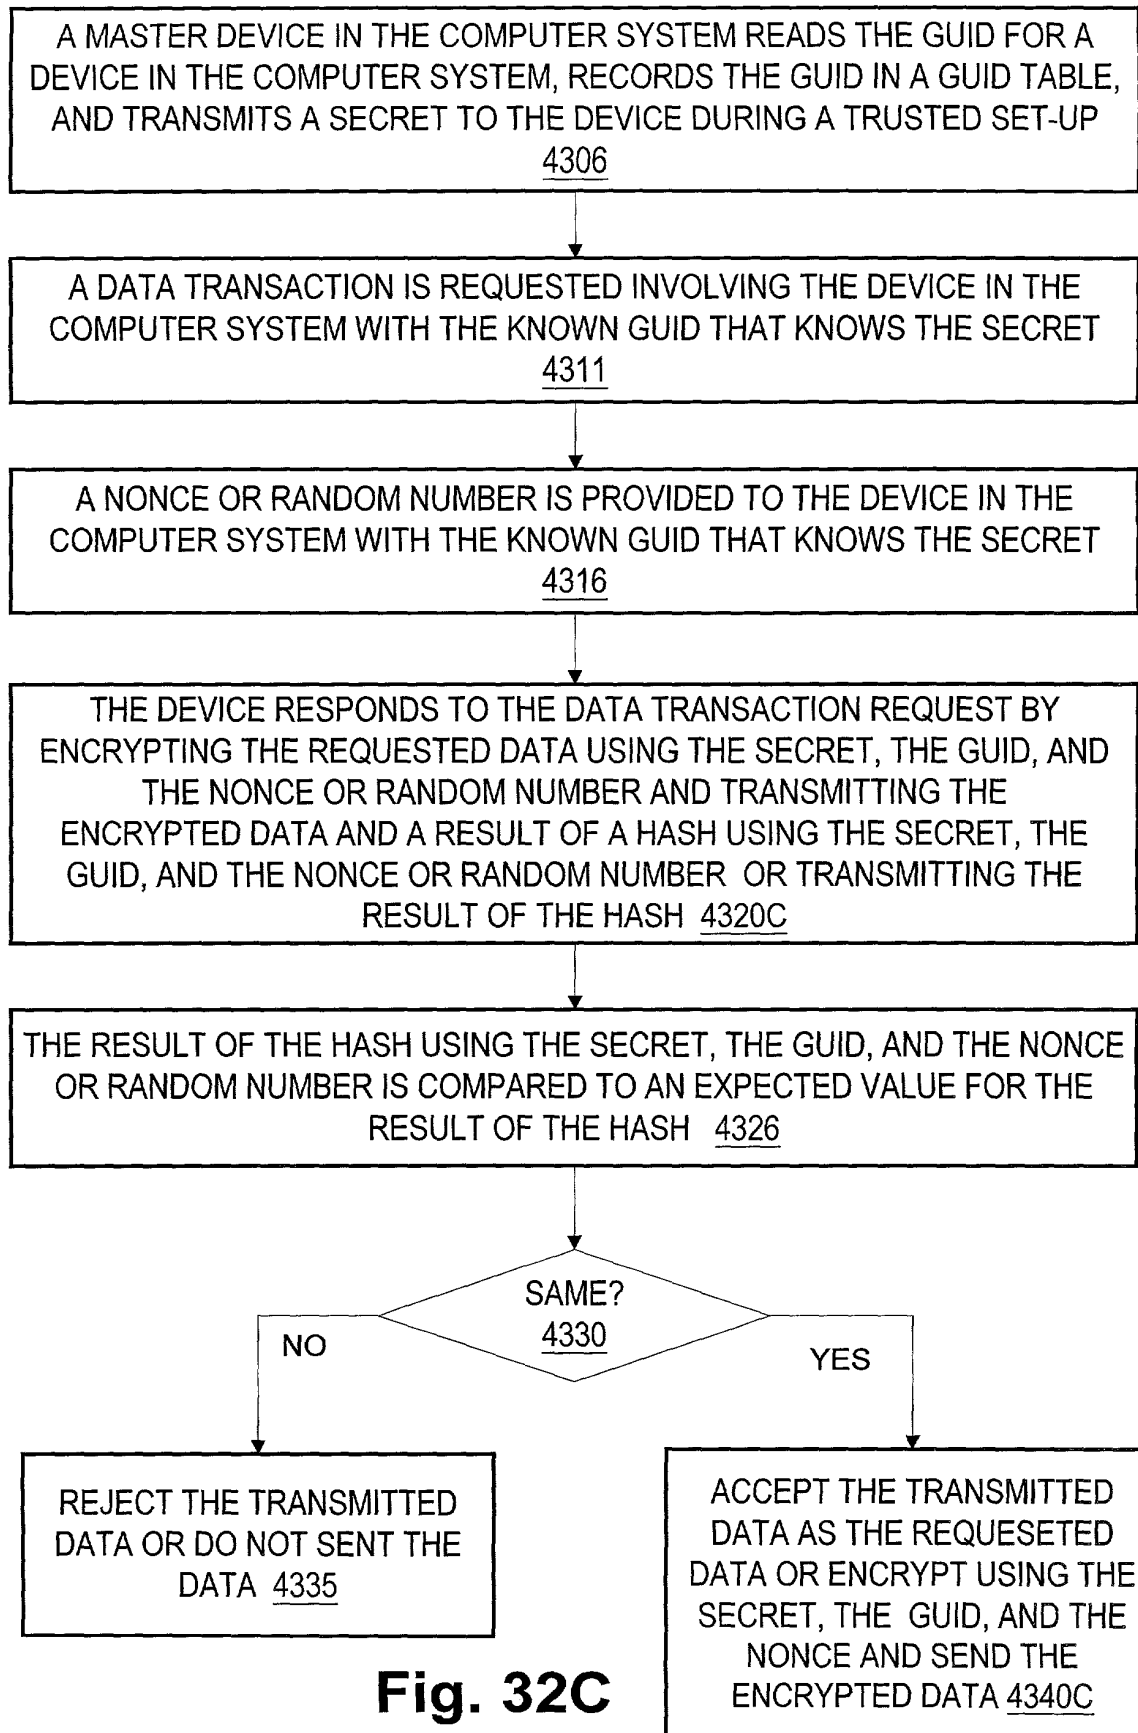 A MASTER DEVICE IN THE COMPUTER SYSTEM READS THE GUID FOR A
DEVICE IN THE COMPUTER SYSTEM, RECORDS THE GUID IN A GUID TABLE,
AND TRANSMITS A SECRET TO THE DEVICE DURING A TRUSTED SET-UP
4306
A DATA TRANSACTION IS REQUESTED INVOLVING THE DEVICE IN THE
COMPUTER SYSTEM WITH THE KNOWN GUID THAT KNOWS THE SECRET
4311
A NONCE OR RANDOM NUMBER IS PROVIDED TO THE DEVICE IN THE
COMPUTER SYSTEM WITH THE KNOWN GUID THAT KNOWS THE SECRET
4316
THE DEVICE RESPONDS TO THE DATA TRANSACTION REQUEST BY
ENCRYPTING THE REQUESTED DATA USING THE SECRET, THE GUID, AND
THE NONCE OR RANDOM NUMBER AND TRANSMITTING THE
ENCRYPTED DATA AND A RESULT OF A HASH USING THE SECRET, THE
GUID, AND THE NONCE OR RANDOM NUMBER OR TRANSMITTING THE
RESULT OF THE HASH 4320C
THE RESULT OF THE HASH USING THE SECRET, THE GUID, AND THE NONCE
OR RANDOM NUMBER IS COMPARED TO AN EXPECTED VALUE FOR THE
RESULT OF THE HASH 4326
SAME?
4330
NO
YES
REJECT THE TRANSMITTED
DATA OR DO NOT SENT THE
DATA 4335
ACCEPT THE TRANSMITTED
DATA AS THE REQUESETED
DATA OR ENCRYPT USING THE
SECRET, THE GUID, AND THE
NONCE AND SEND THE
ENCRYPTED DATA 4340C
Fig. 32C